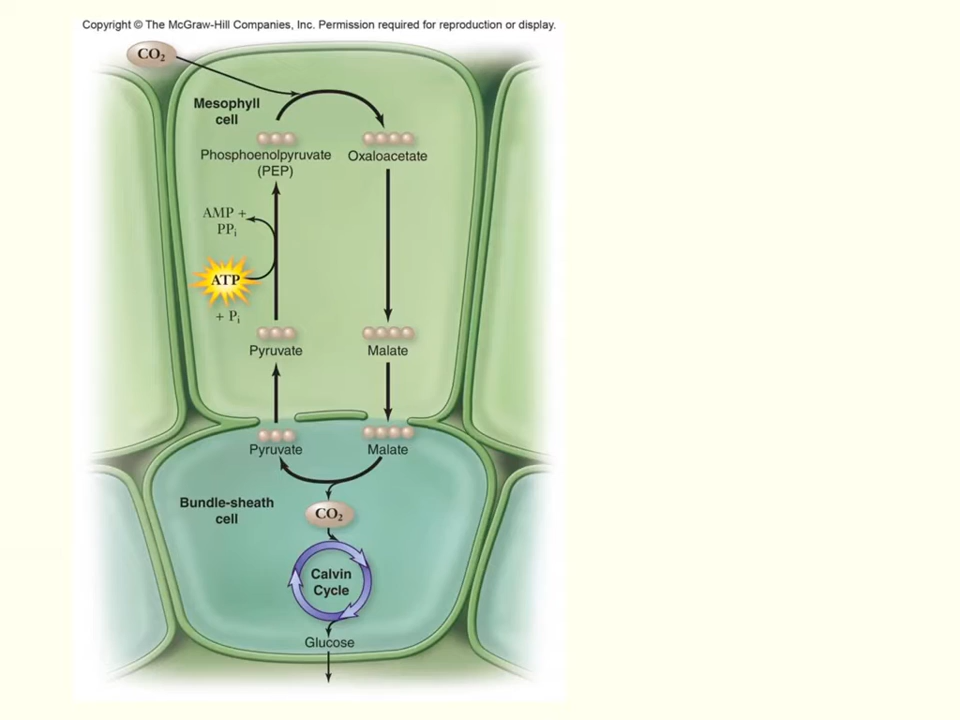 Copyright © The McGraw-Hill Companies, Inc. Permission required for reproduction or display.
CO₂
Mesophyll
cell
Phosphoenolpyruvate
(PEP)
Oxaloacetate
AMP +
PPᵢ
ATP
+ Pᵢ
Pyruvate
Malate
Pyruvate
Malate
Bundle-sheath
cell
CO₂
Calvin
Cycle
Glucose